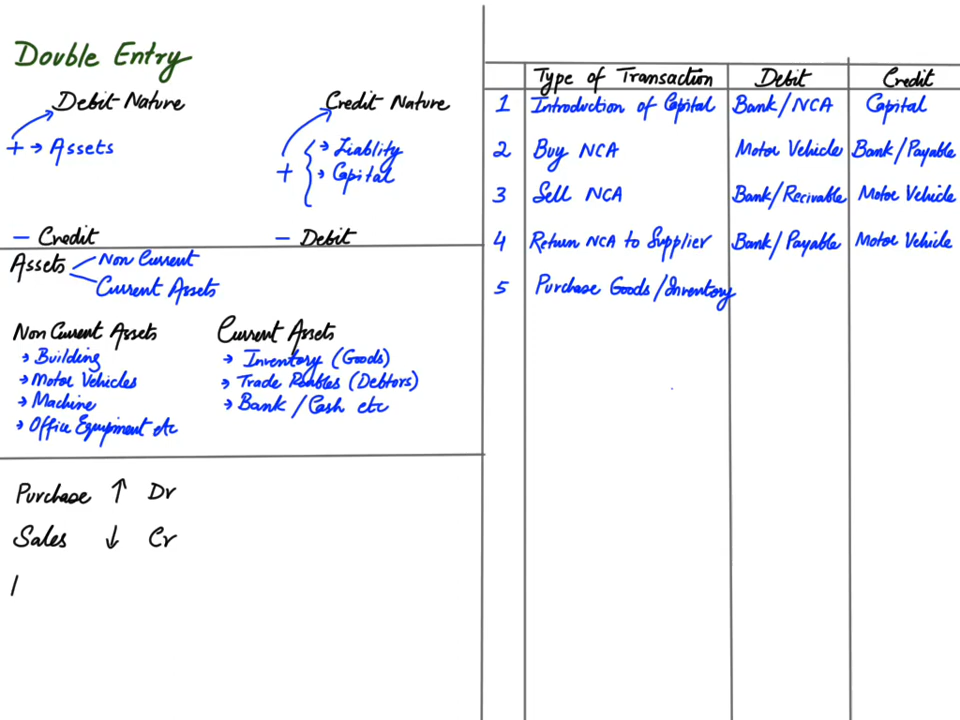 Double Entry
Debit Nature
Credit Nature
+ → Assets
+ { → Liablity
→ Capital
- Credit
- Debit
Assets
Non Current
Current Assets
Non Current Assets
→ Building
→ Motor Vehicles
→ Machine
→ Office Equipment etc
Current Assets
→ Inventory (Goods)
→ Trade (Debtors)
→ Bank / Cash etc
Purchase ↑ Dr
Sales ↓ Cr
Type of Transaction Debit Credit
1 Introduction of Capital Bank/NCA Capital
2 Buy NCA Motor Vehicle Bank/Payable
3 Sell NCA Bank/Recivable Motor Vehicle
4 Return NCA to Supplier Bank/Payable Motor Vehicle
5 Purchase Goods/Inventory